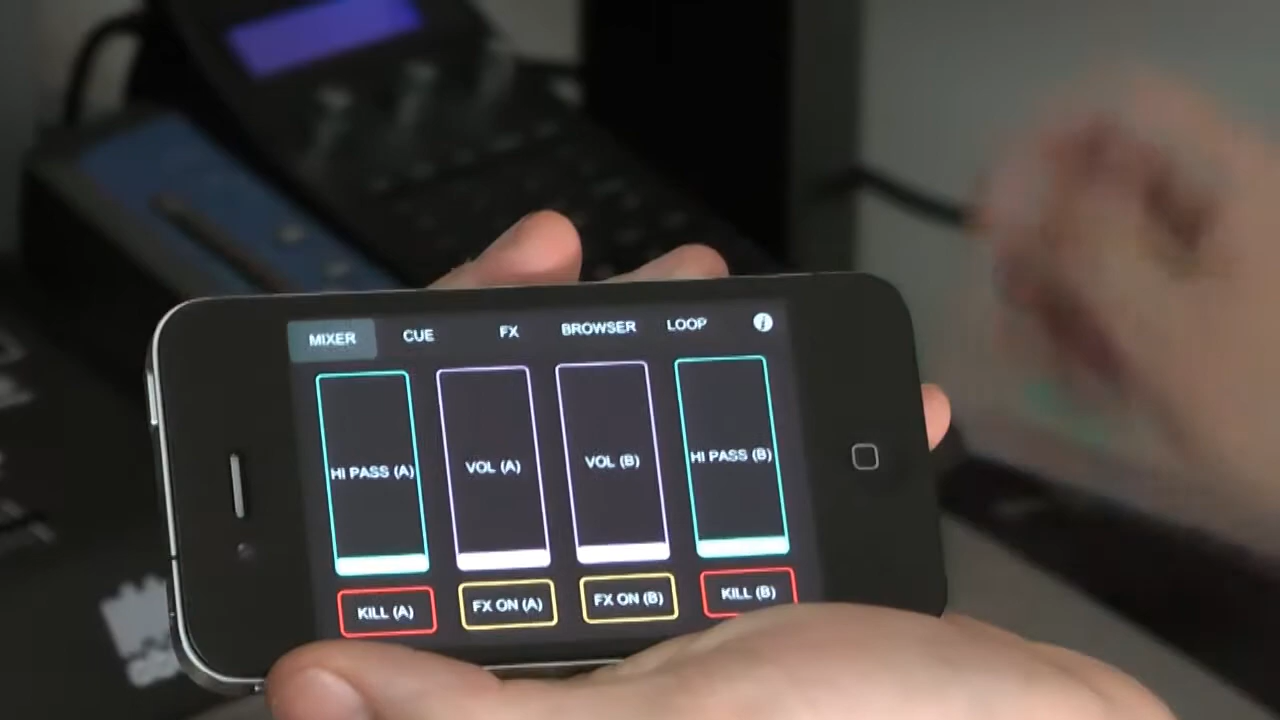 MIXER CUE FX BROWSER LOOP i
HI PASS (A) VOL (A) VOL (B) HI PASS (B)
KILL (A) FX ON (A) FX ON (B) KILL (B)